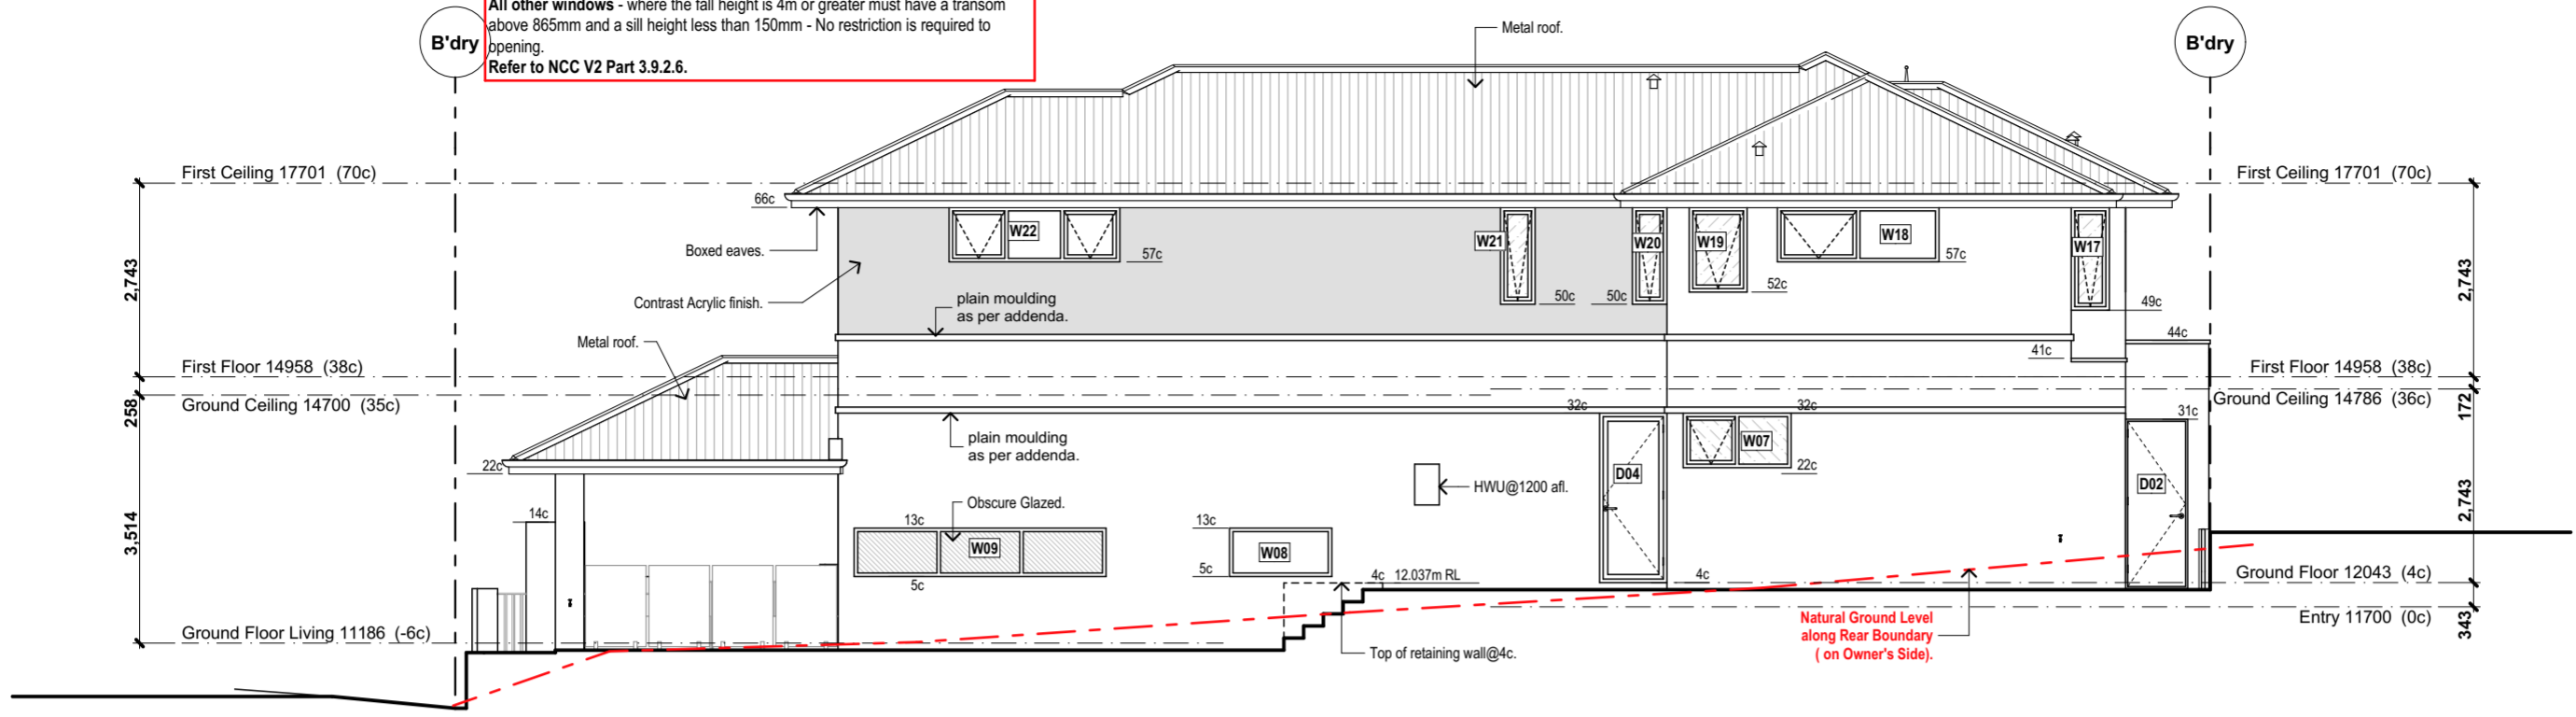 All other windows - where the fall height is 4m or greater must have a transom
above 865mm and a sill height less than 150mm - No restriction is required to
opening.
Refer to NCC V2 Part 3.9.2.6.
B'dry
B'dry
Metal roof.
First Ceiling 17701 (70c)
First Ceiling 17701 (70c)
66c
Boxed eaves.
W22
57c
W21
50c
W20
50c
W19
52c
W18
57c
W17
49c
2,743
2,743
Contrast Acrylic finish.
plain moulding
as per addenda.
Metal roof.
44c
41c
First Floor 14958 (38c)
First Floor 14958 (38c)
Ground Ceiling 14700 (35c)
Ground Ceiling 14786 (36c)
258
172
32c
32c
31c
plain moulding
as per addenda.
22c
W07
22c
D04
D02
HWU@1200 afl.
Obscure Glazed.
14c
13c
13c
W09
W08
5c
5c
3,514
2,743
4c 12.037m RL
4c
Ground Floor 12043 (4c)
Entry 11700 (0c)
343
Ground Floor Living 11186 (-6c)
Top of retaining wall@4c.
Natural Ground Level
along Rear Boundary
( on Owner's Side).